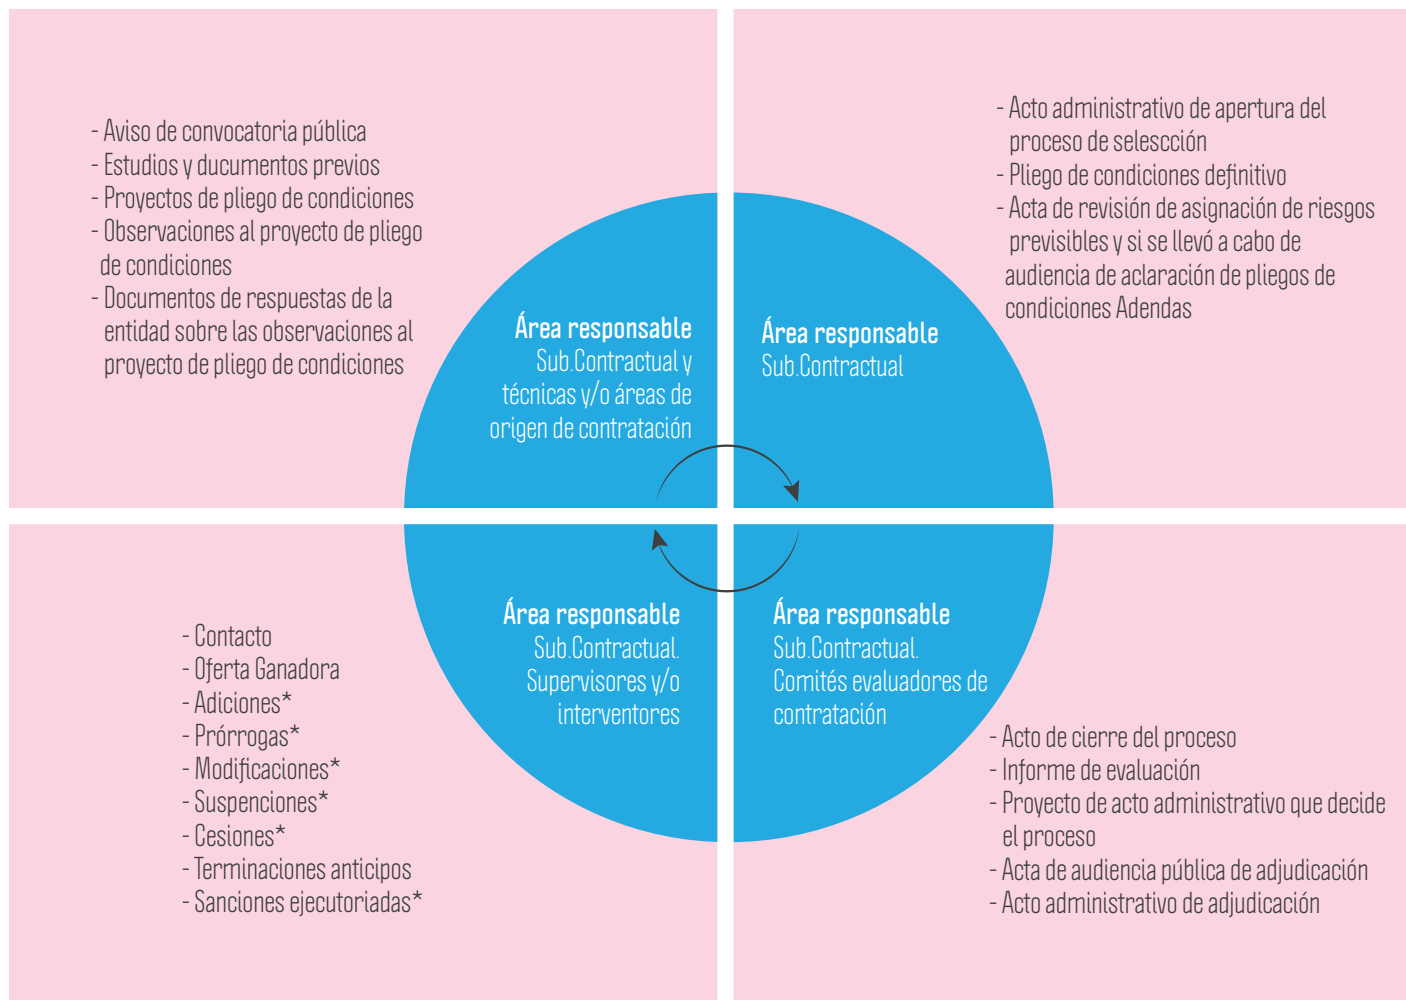 - Aviso de convocatoria pública
- Estudios y ducumentos previos
- Proyectos de pliego de condiciones
- Observaciones al proyecto de pliego
de condiciones
- Documentos de respuestas de la
entidad sobre las observaciones al
proyecto de pliego de condiciones
Área responsable
Sub.Contractual y
técnicas y/o áreas de
origen de contratación
- Acto administrativo de apertura del
proceso de selescción
- Pliego de condiciones definitivo
- Acta de revisión de asignación de riesgos
previsibles y si se llevó a cabo de
audiencia de aclaración de pliegos de
condiciones Adendas
Área responsable
Sub.Contractual
- Contacto
- Oferta Ganadora
- Adiciones*
- Prórrogas*
- Modificaciones*
- Suspenciones*
- Cesiones*
- Terminaciones anticipos
- Sanciones ejecutoriadas*
Área responsable
Sub.Contractual.
Supervisores y/o
interventores
Área responsable
Sub.Contractual.
Comités evaluadores de
contratación
- Acto de cierre del proceso
- Informe de evaluación
- Proyecto de acto administrativo que decide
el proceso
- Acta de audiencia pública de adjudicación
- Acto administrativo de adjudicación